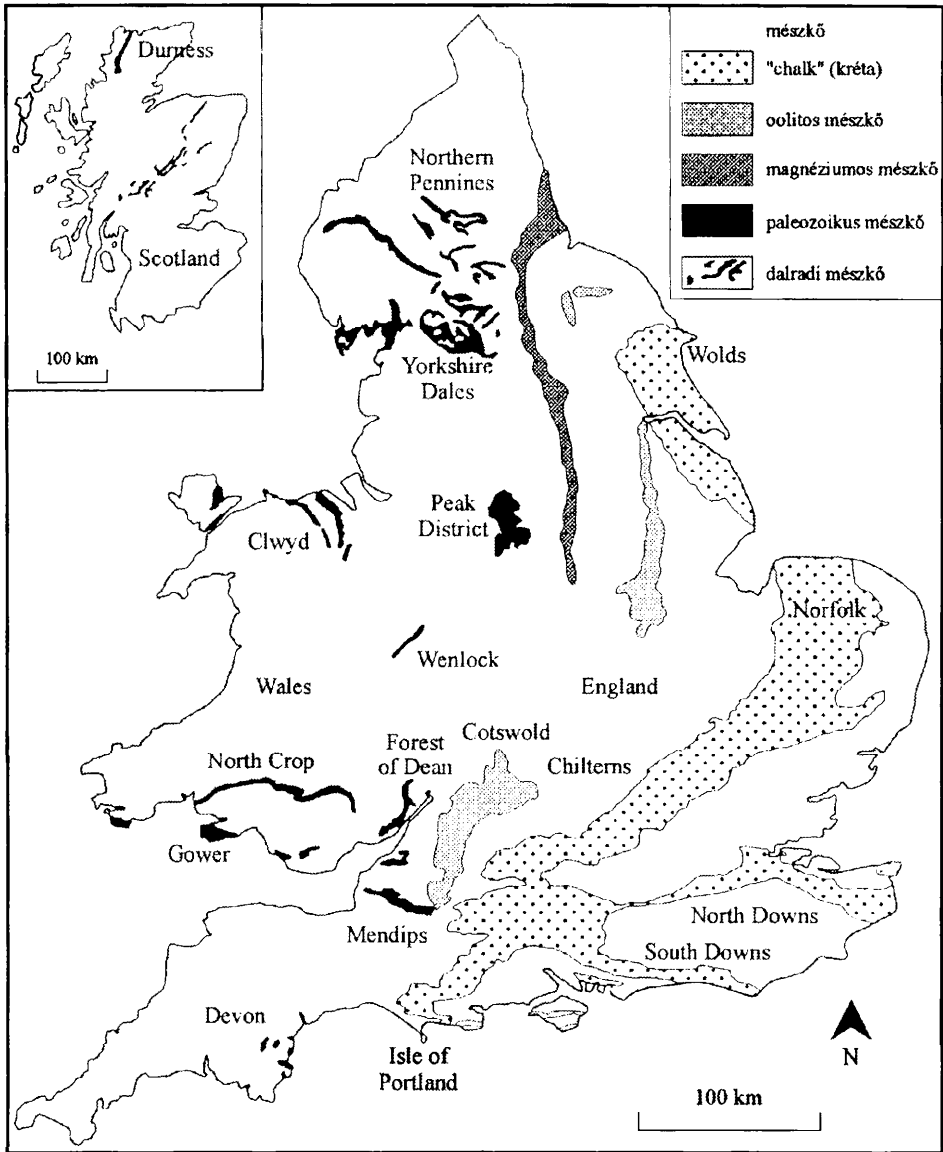 Durness
Scotland
100 km
mészkő
"chalk" (kréta)
oolitos mészkő
magnéziumos mészkő
paleozoikus mészkő
dalradi mészkő
Northern
Pennines
Yorkshire
Dales
Wolds
Peak
District
Clwyd
Norfolk
Wenlock
Wales
England
Cotswold
Forest
of Dean
North Crop
Chilterns
Gower
Mendips
North Downs
South Downs
Devon
Isle of
Portland
N
100 km